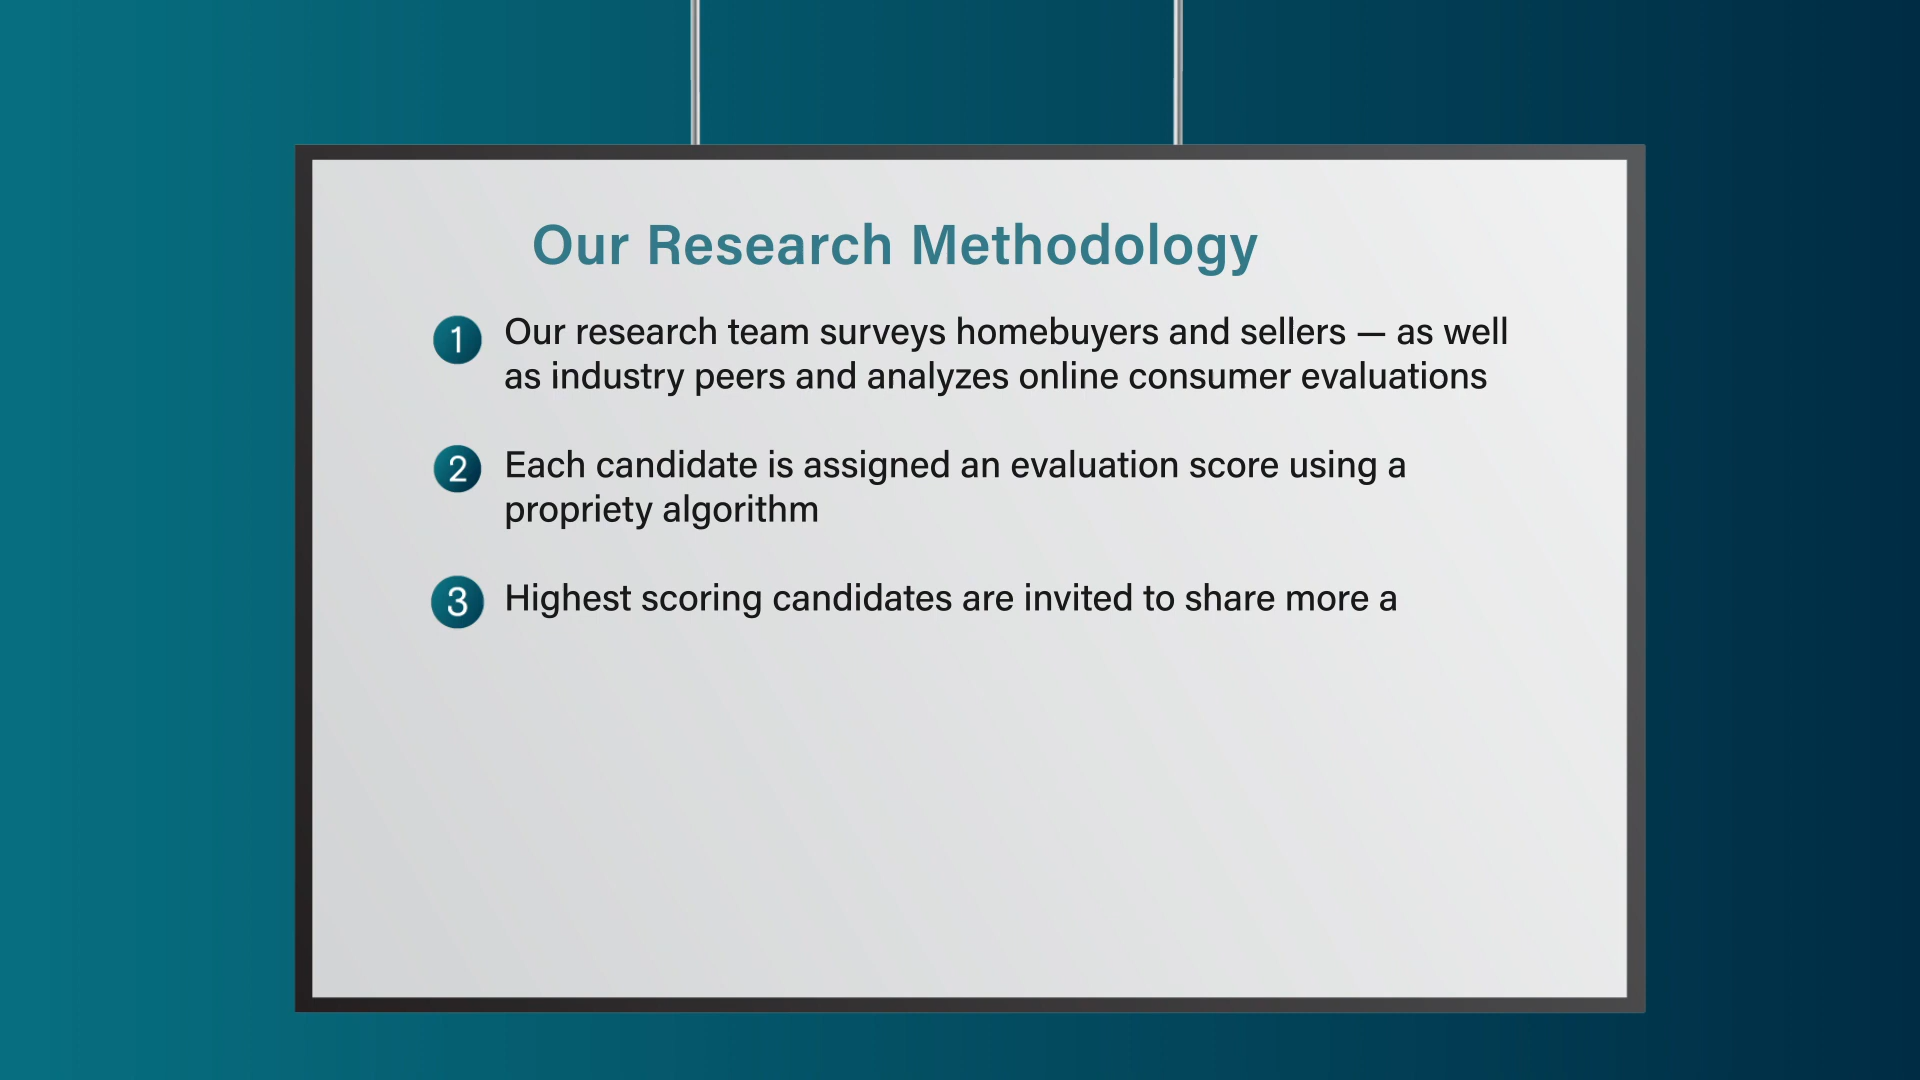 Our Research Methodology
1 Our research team surveys homebuyers and sellers — as well
as industry peers and analyzes online consumer evaluations
2 Each candidate is assigned an evaluation score using a
propriety algorithm
3 Highest scoring candidates are invited to share more a